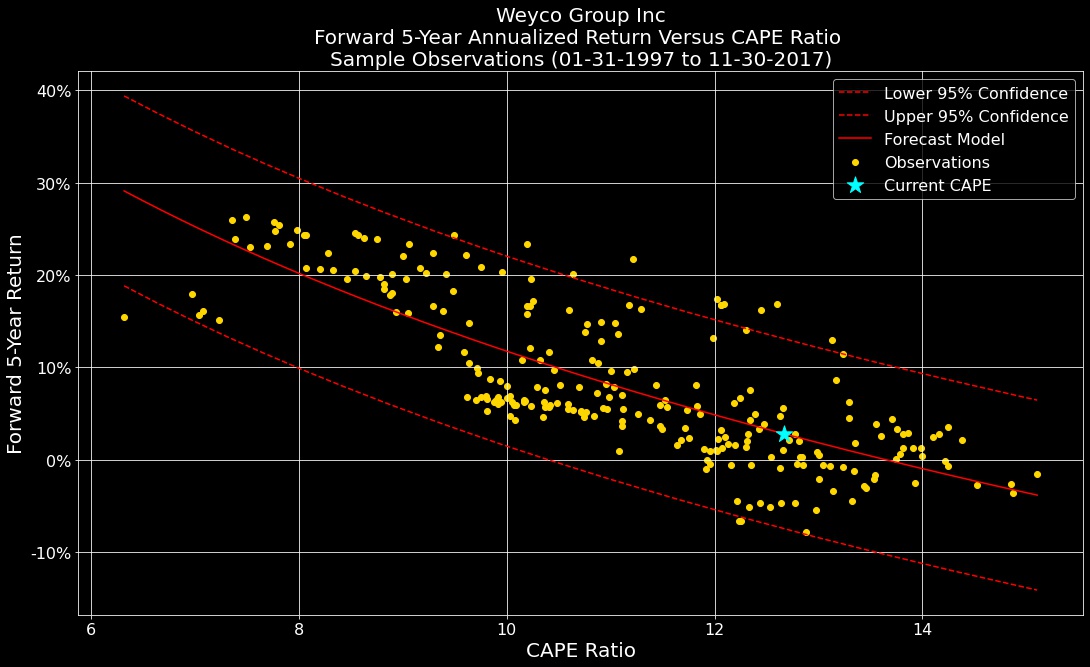 Weyco Group Inc
Forward 5-Year Annualized Return Versus CAPE Ratio
Sample Observations (01-31-1997 to 11-30-2017)
Lower 95% Confidence
Upper 95% Confidence
Forecast Model
Observations
Current CAPE
Forward 5-Year Return
40%
30%
20%
10%
0%
-10%
6 8 10 12 14
CAPE Ratio